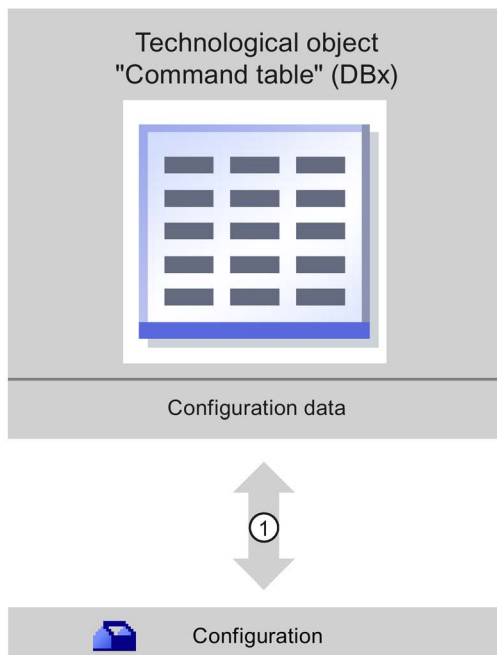 Technological object
"Command table" (DBx)
Configuration data
1
Configuration